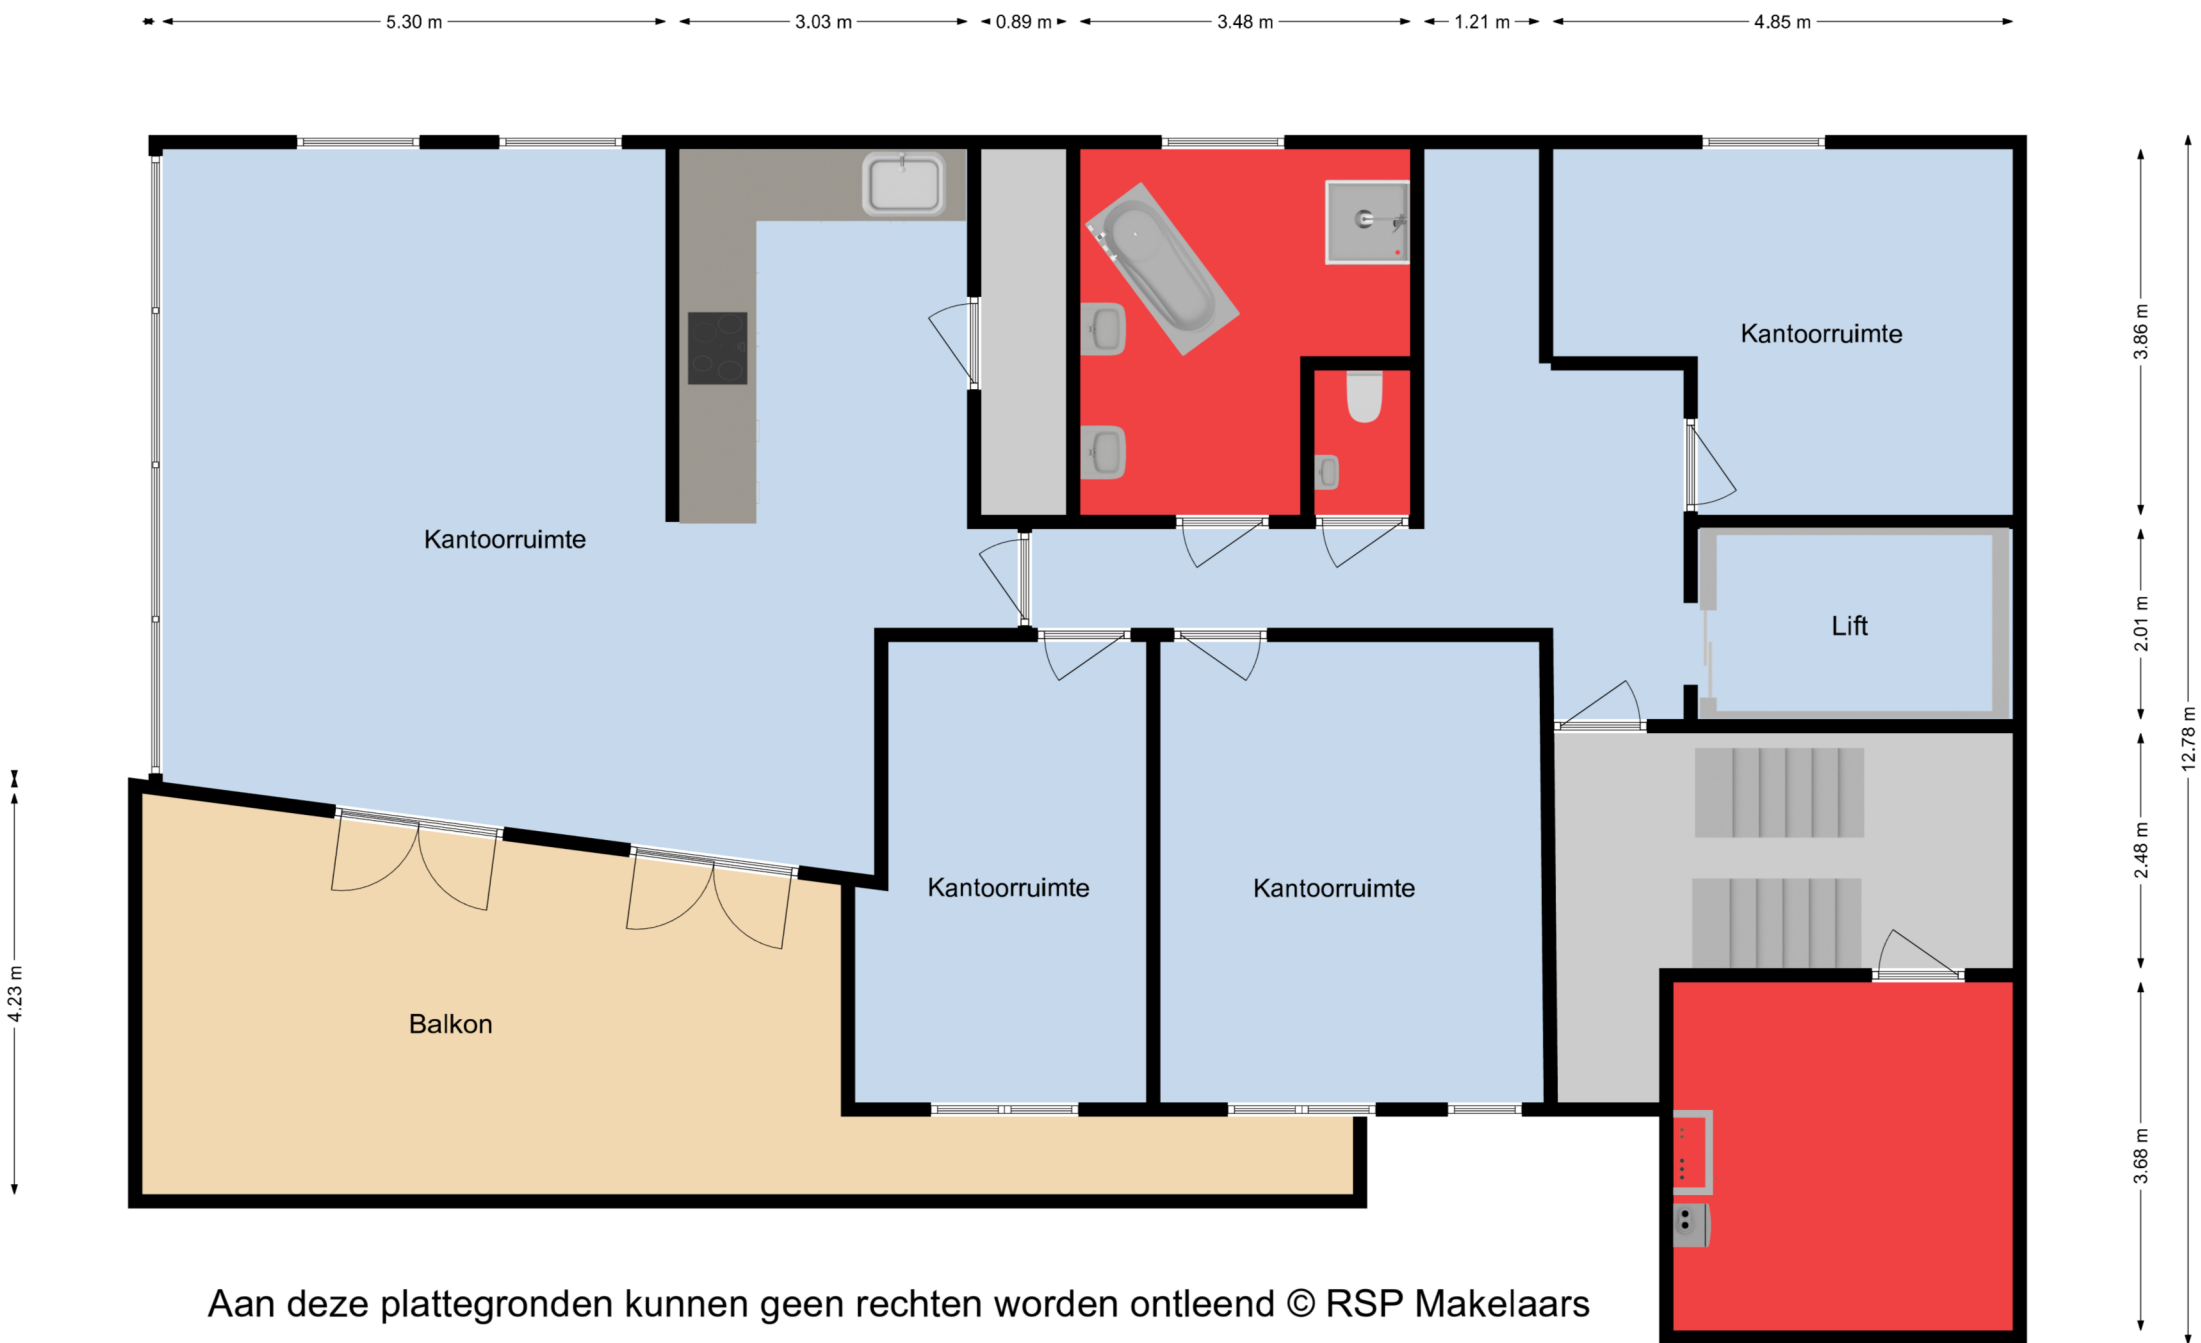 5.30 m 3.03 m 0.89 m 3.48 m 1.21 m 4.85 m
Kantoorruimte
3.86 m
Kantoorruimte
Lift
2.01 m
12.78 m
2.48 m
Kantoorruimte
Kantoorruimte
4.23 m
Balkon
3.68 m
Aan deze plattegronden kunnen geen rechten worden ontleend © RSP Makelaars